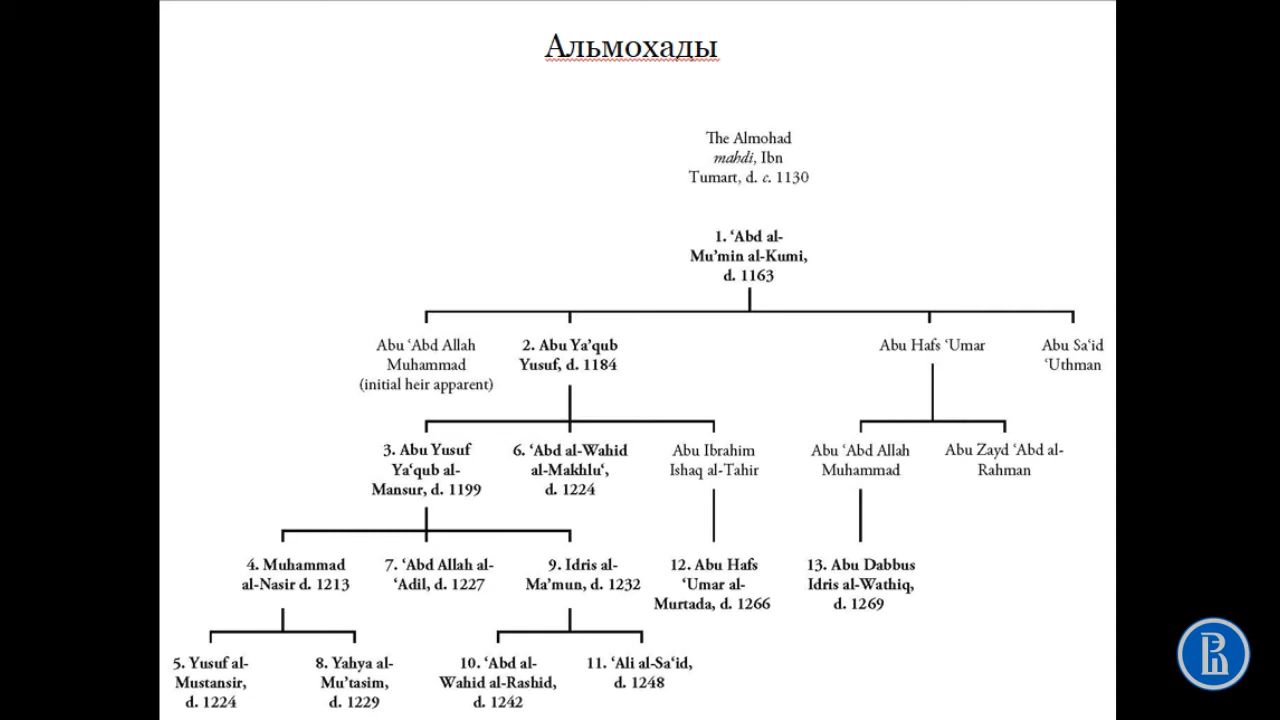 Альмохады
The Almohad
mahdi, Ibn
Tumart, d. c. 1130
1. ‘Abd al-
Mu’min al-Kumi,
d. 1163
Abu ‘Abd Allah
Muhammad
(initial heir apparent)
2. Abu Ya’qub
Yusuf, d. 1184
Abu Hafs ‘Umar
Abu Sa‘id
‘Uthman
3. Abu Yusuf
Ya‘qub al-
Mansur, d. 1199
6. ‘Abd al-Wahid
al-Makhlu‘,
d. 1224
Abu Ibrahim
Ishaq al-Tahir
Abu ‘Abd Allah
Muhammad
Abu Zayd ‘Abd al-
Rahman
4. Muhammad
al-Nasir d. 1213
7. ‘Abd Allah al-
‘Adil, d. 1227
9. Idris al-
Ma’mun, d. 1232
12. Abu Hafs
‘Umar al-
Murtada, d. 1266
13. Abu Dabbus
Idris al-Wathiq,
d. 1269
5. Yusuf al-
Mustansir,
d. 1224
8. Yahya al-
Mu’tasim,
d. 1229
10. ‘Abd al-
Wahid al-Rashid,
d. 1242
11. ‘Ali al-Sa‘id,
d. 1248